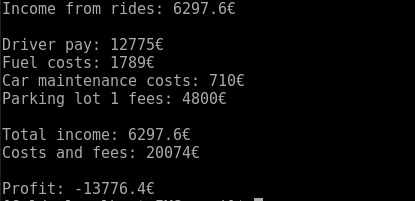 Income from rides: 6297.6€
Driver pay: 12775€
Fuel costs: 1789€
Car maintenance costs: 710€
Parking lot 1 fees: 4800€
Total income: 6297.6€
Costs and fees: 20074€
Profit: -13776.4€